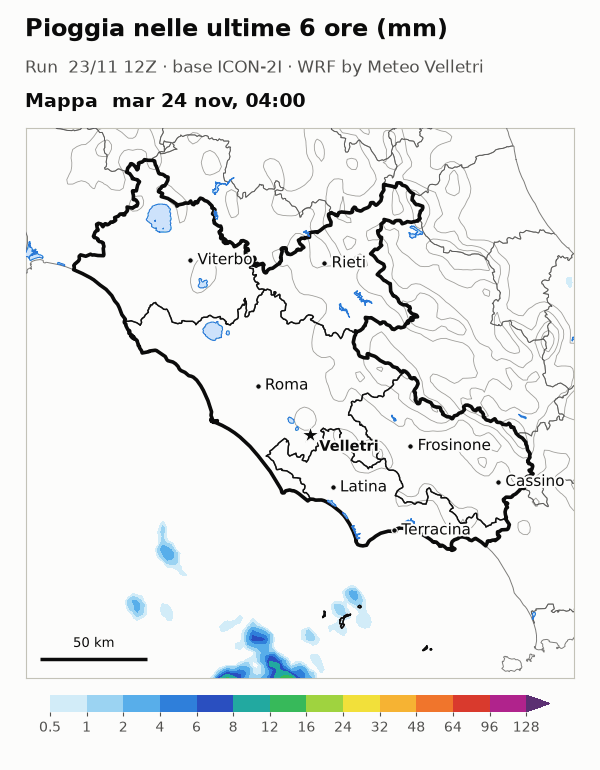 Pioggia nelle ultime 6 ore (mm)
Run 23/11 12Z · base ICON-2I · WRF by Meteo Velletri
Mappa mar 24 nov, 04:00
Viterbo
Rieti
Roma
Velletri
Frosinone
Cassino
Latina
Terracina
50 km
0.5 1 2 4 6 8 12 16 24 32 48 64 96 128